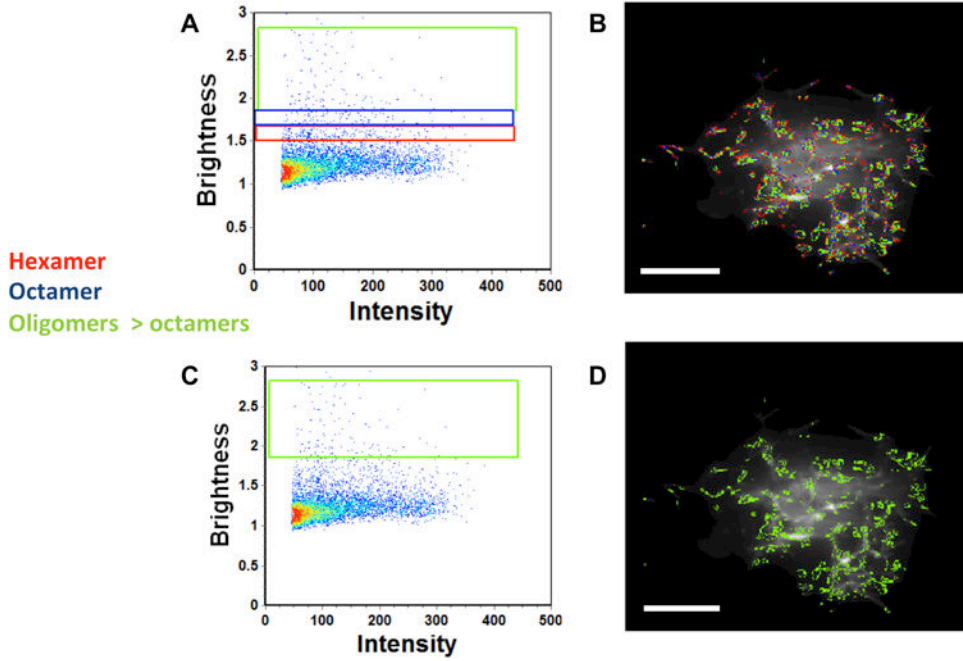 A
B
3
2.5
2
1.5
1
0.5
0
Brightness
0 100 200 300 400 500
Intensity
Hexamer
Octamer
Oligomers > octamers
C
D
3
2.5
2
1.5
1
0.5
0
Brightness
0 100 200 300 400 500
Intensity